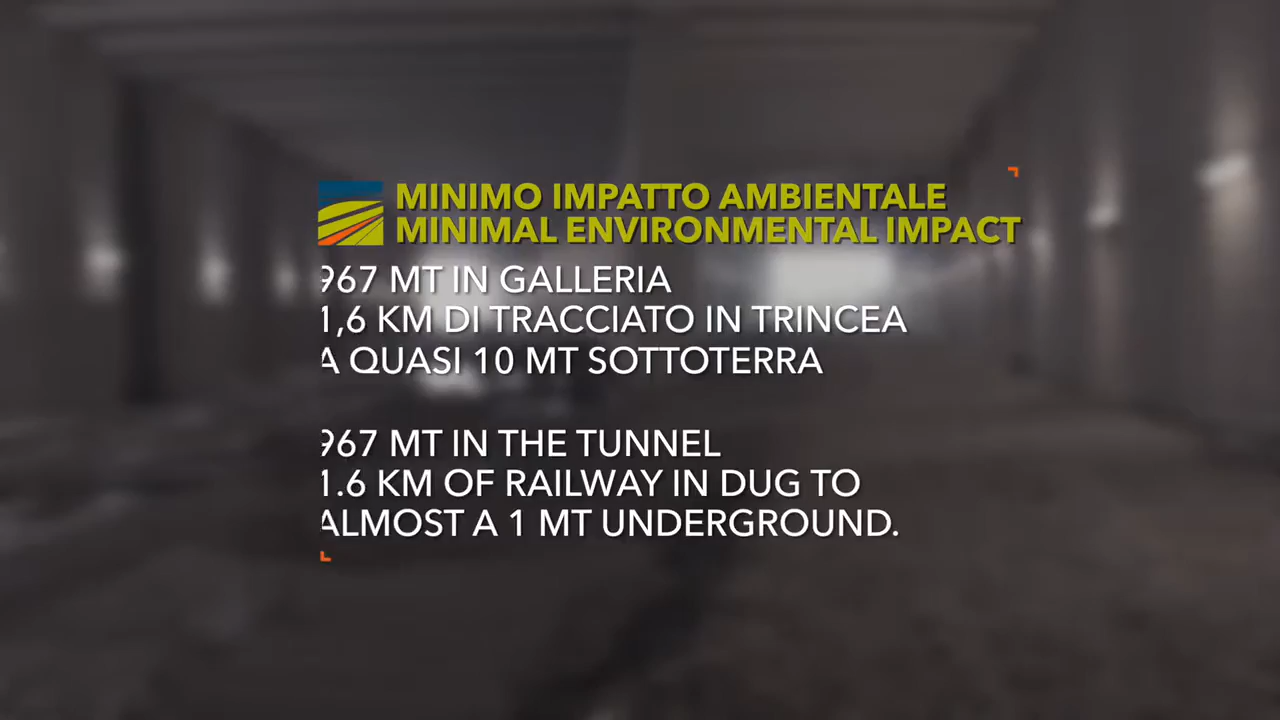 MINIMO IMPATTO AMBIENTALE
MINIMAL ENVIRONMENTAL IMPACT
967 MT IN GALLERIA
1,6 KM DI TRACCIATO IN TRINCEA
A QUASI 10 MT SOTTOTERRA
967 MT IN THE TUNNEL
1.6 KM OF RAILWAY IN DUG TO
ALMOST A 1 MT UNDERGROUND.